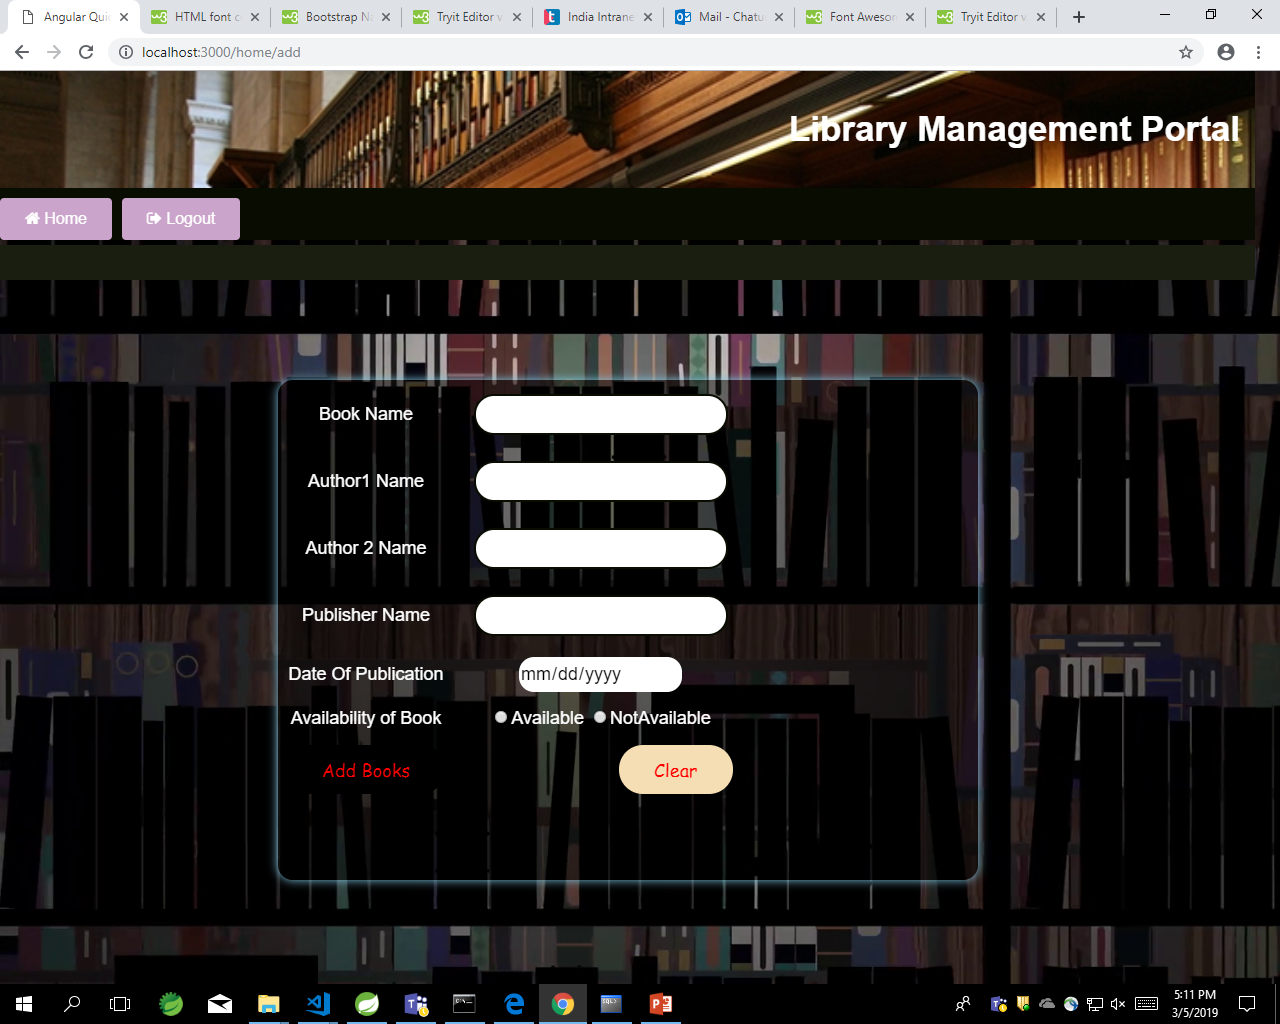 Angular Qui
HTML font c
Bootstrap Na
Tryit Editor v
India Intrane
Mail - Chatu
Font Aweson
Tryit Editor v
localhost:3000/home/add
Library Management Portal
Home
Logout
Book Name
Author1 Name
Author 2 Name
Publisher Name
Date Of Publication
mm/dd/yyyy
Availability of Book
Available
NotAvailable
Add Books
Clear
5:11 PM
3/5/2019